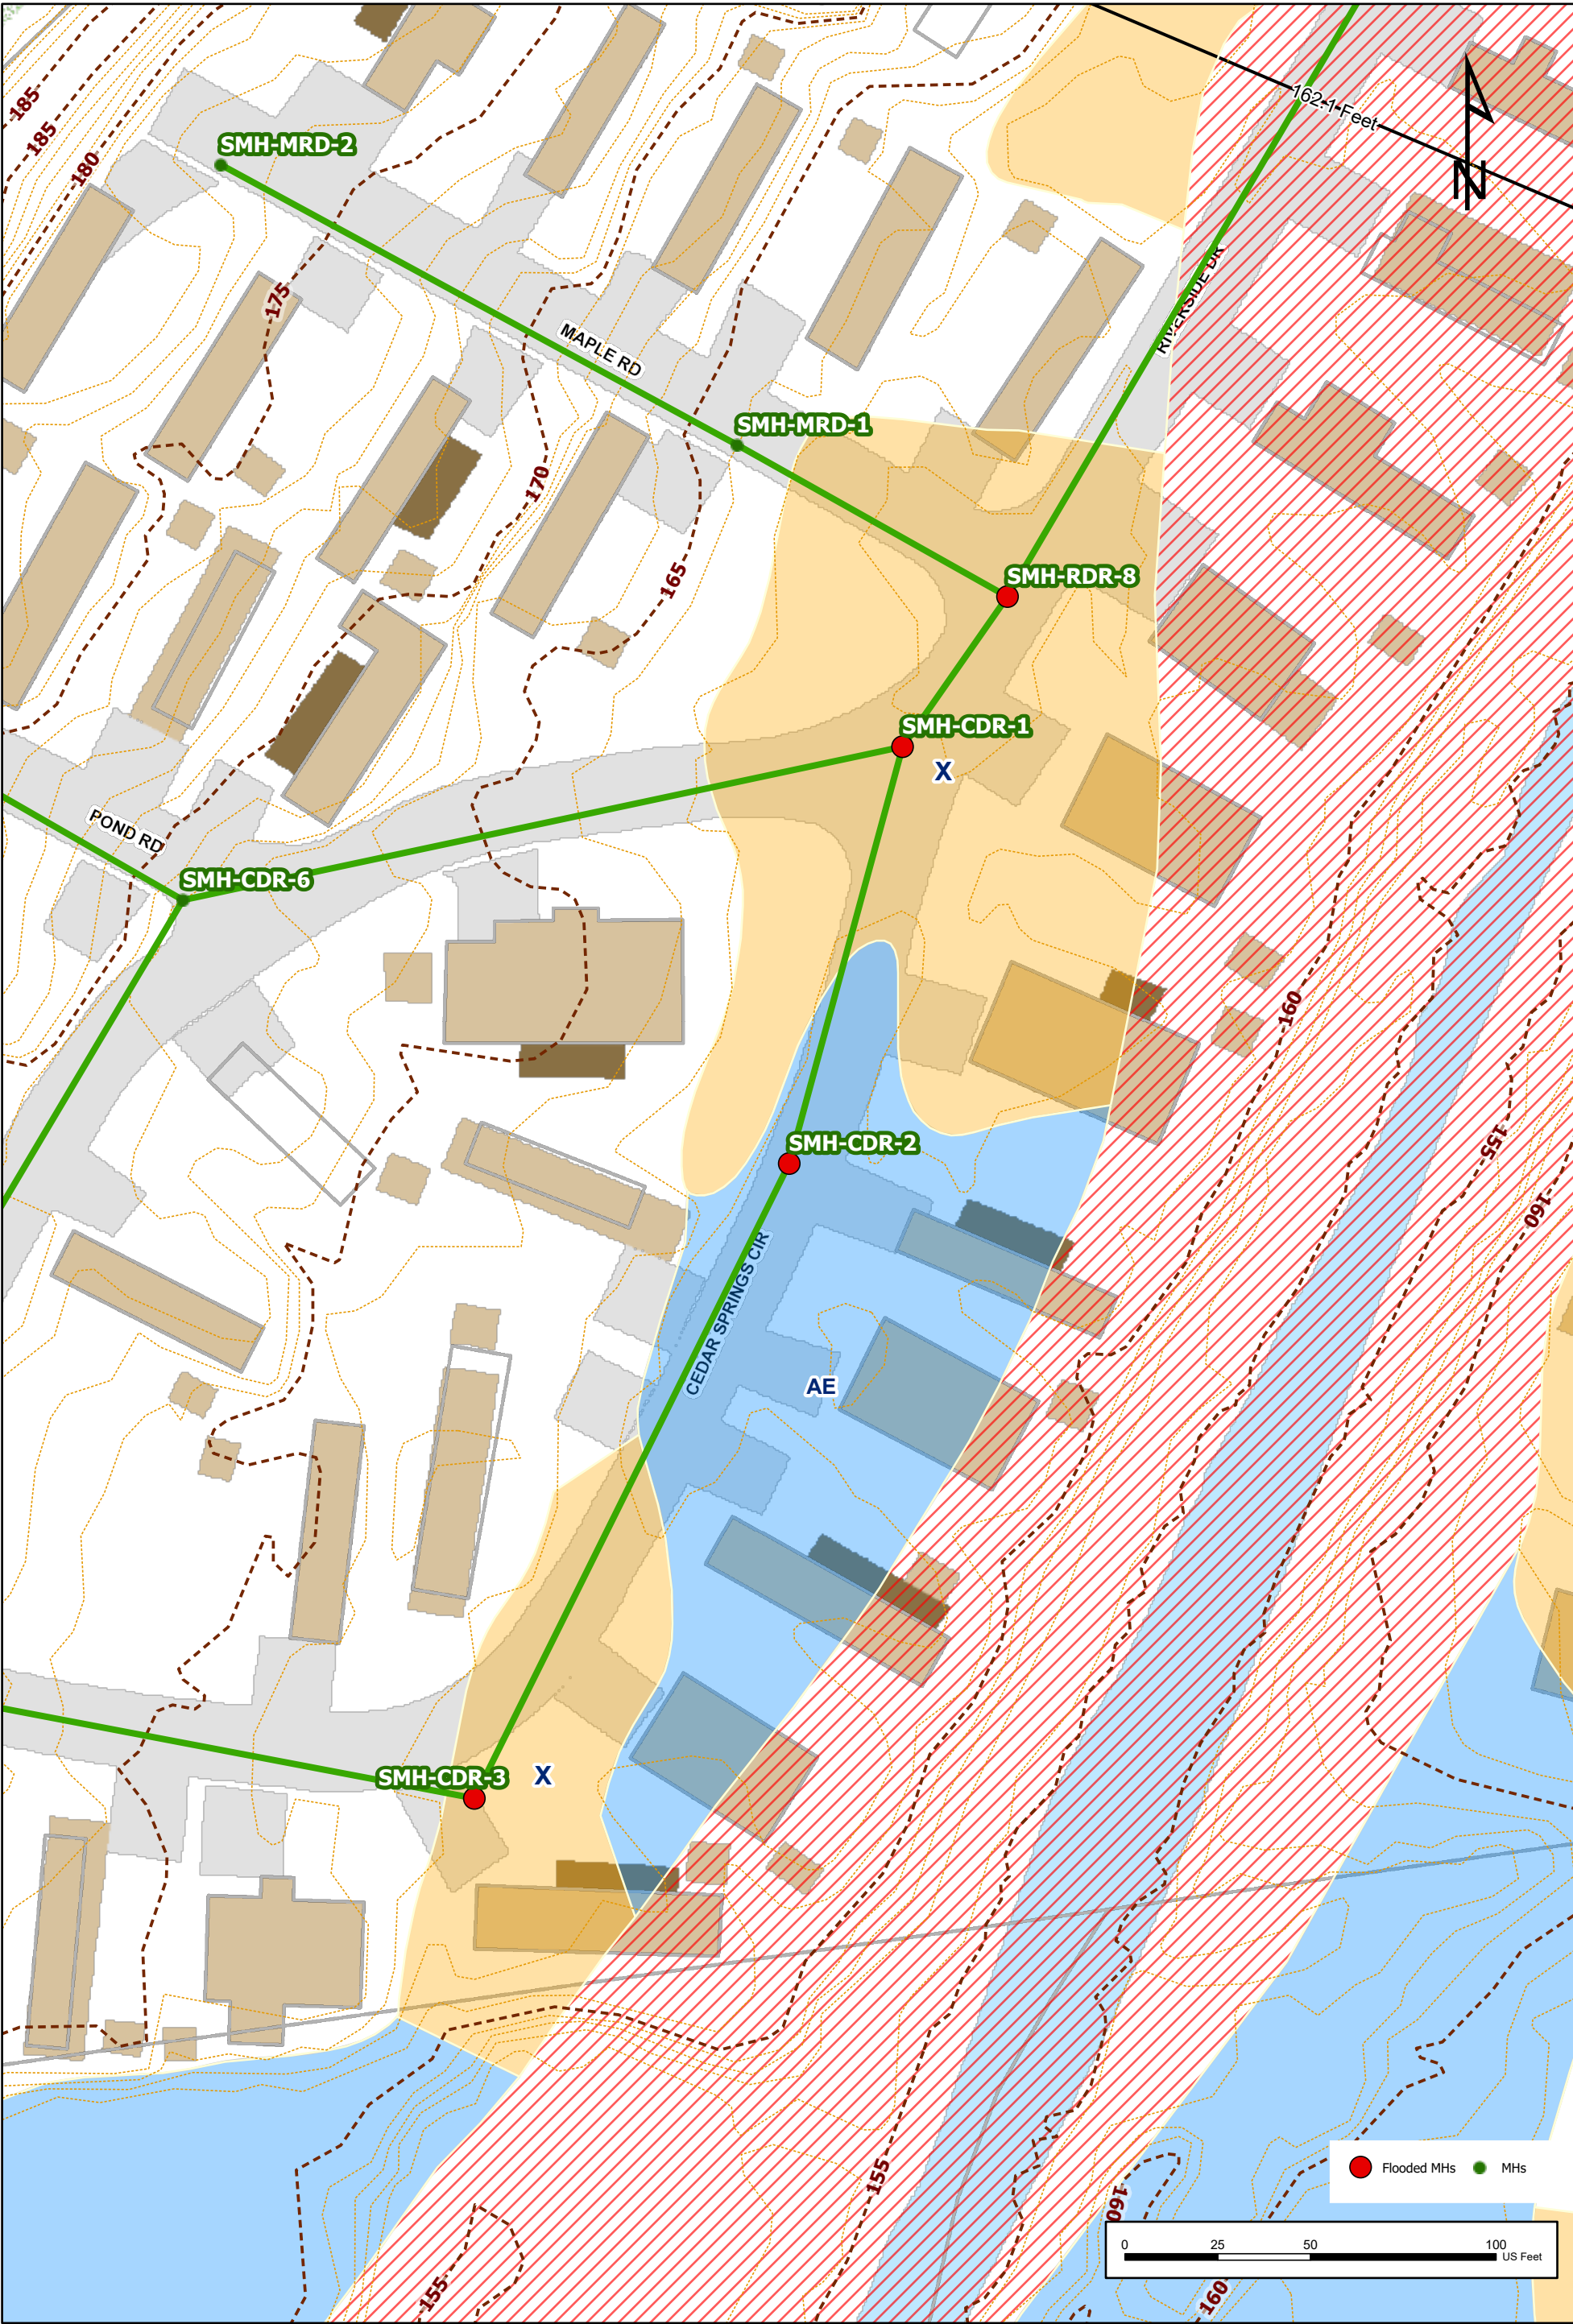 162.1 Feet
N
185
185
180
SMH-MRD-2
175
RIVERSIDE DR
MAPLE RD
SMH-MRD-1
170
165
SMH-RDR-8
SMH-CDR-1
X
POND RD
SMH-CDR-6
160
155
SMH-CDR-2
160
CEDAR SPRINGS CIR
AE
SMH-CDR-3
X
155
160
155
160
Flooded MHs
MHs
0 25 50 100
US Feet